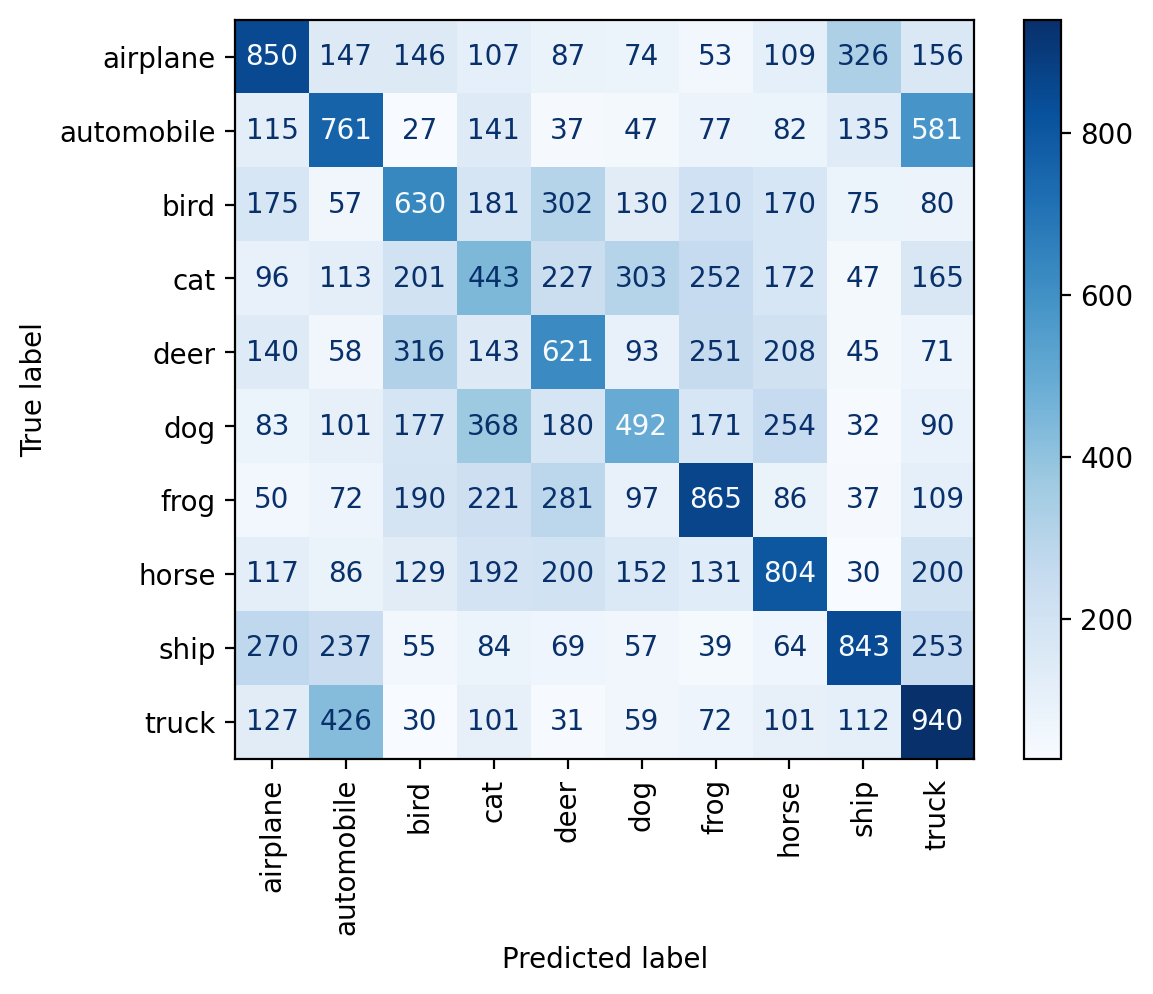 airplane 850 147 146 107 87 74 53 109 326 156
automobile 115 761 27 141 37 47 77 82 135 581
bird 175 57 630 181 302 130 210 170 75 80
cat 96 113 201 443 227 303 252 172 47 165
deer 140 58 316 143 621 93 251 208 45 71
dog 83 101 177 368 180 492 171 254 32 90
frog 50 72 190 221 281 97 865 86 37 109
horse 117 86 129 192 200 152 131 804 30 200
ship 270 237 55 84 69 57 39 64 843 253
truck 127 426 30 101 31 59 72 101 112 940
True label
airplane automobile bird cat deer dog frog horse ship truck
Predicted label
800
600
400
200